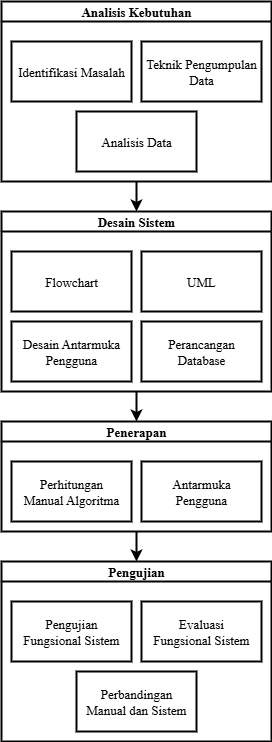 Analisis Kebutuhan
Identifikasi Masalah
Teknik Pengumpulan
Data
Analisis Data
Desain Sistem
Flowchart
UML
Desain Antarmuka
Pengguna
Perancangan
Database
Penerapan
Perhitungan
Manual Algoritma
Antarmuka
Pengguna
Pengujian
Pengujian
Fungsional Sistem
Evaluasi
Fungsional Sistem
Perbandingan
Manual dan Sistem